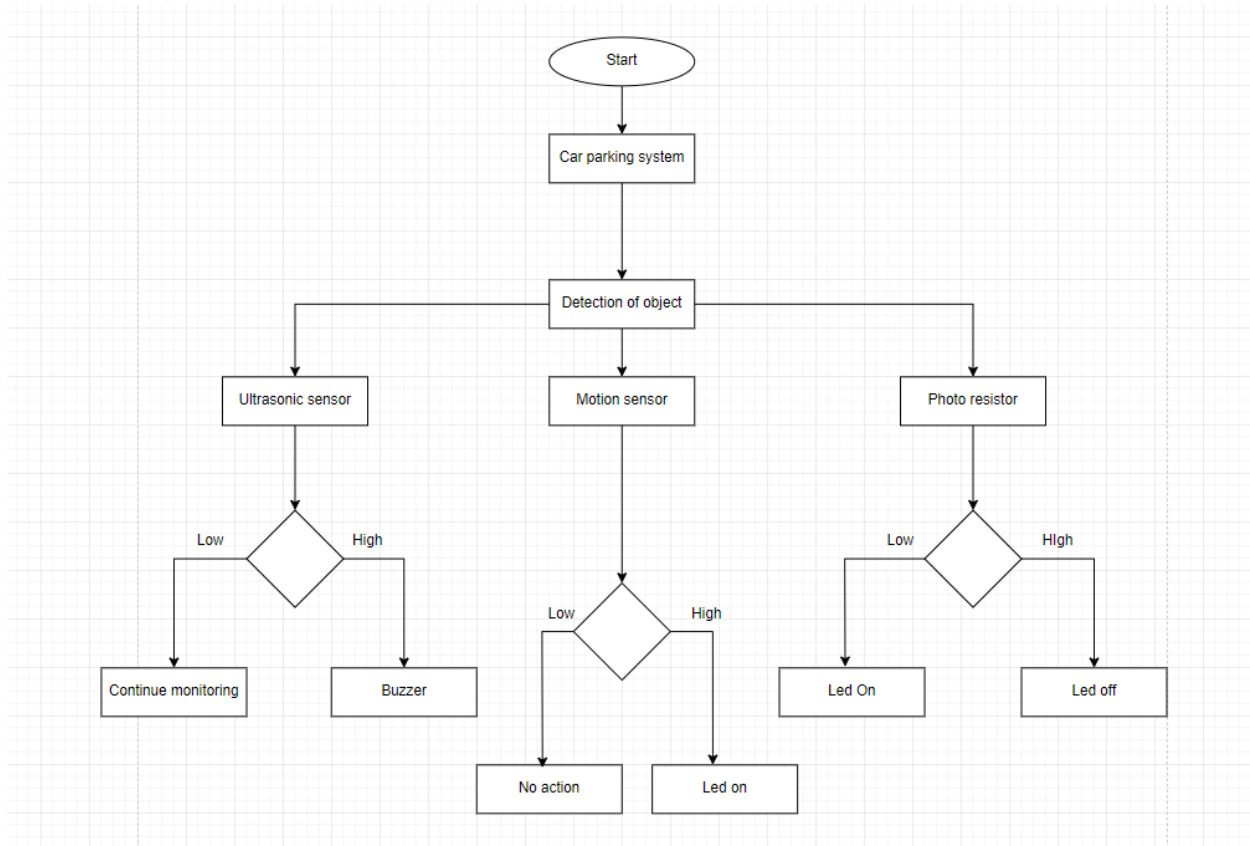 Start
Car parking system
Detection of object
Ultrasonic sensor
Motion sensor
Photo resistor
Low
High
Low
HIgh
Low
High
Continue monitoring
Buzzer
Led On
Led off
No action
Led on